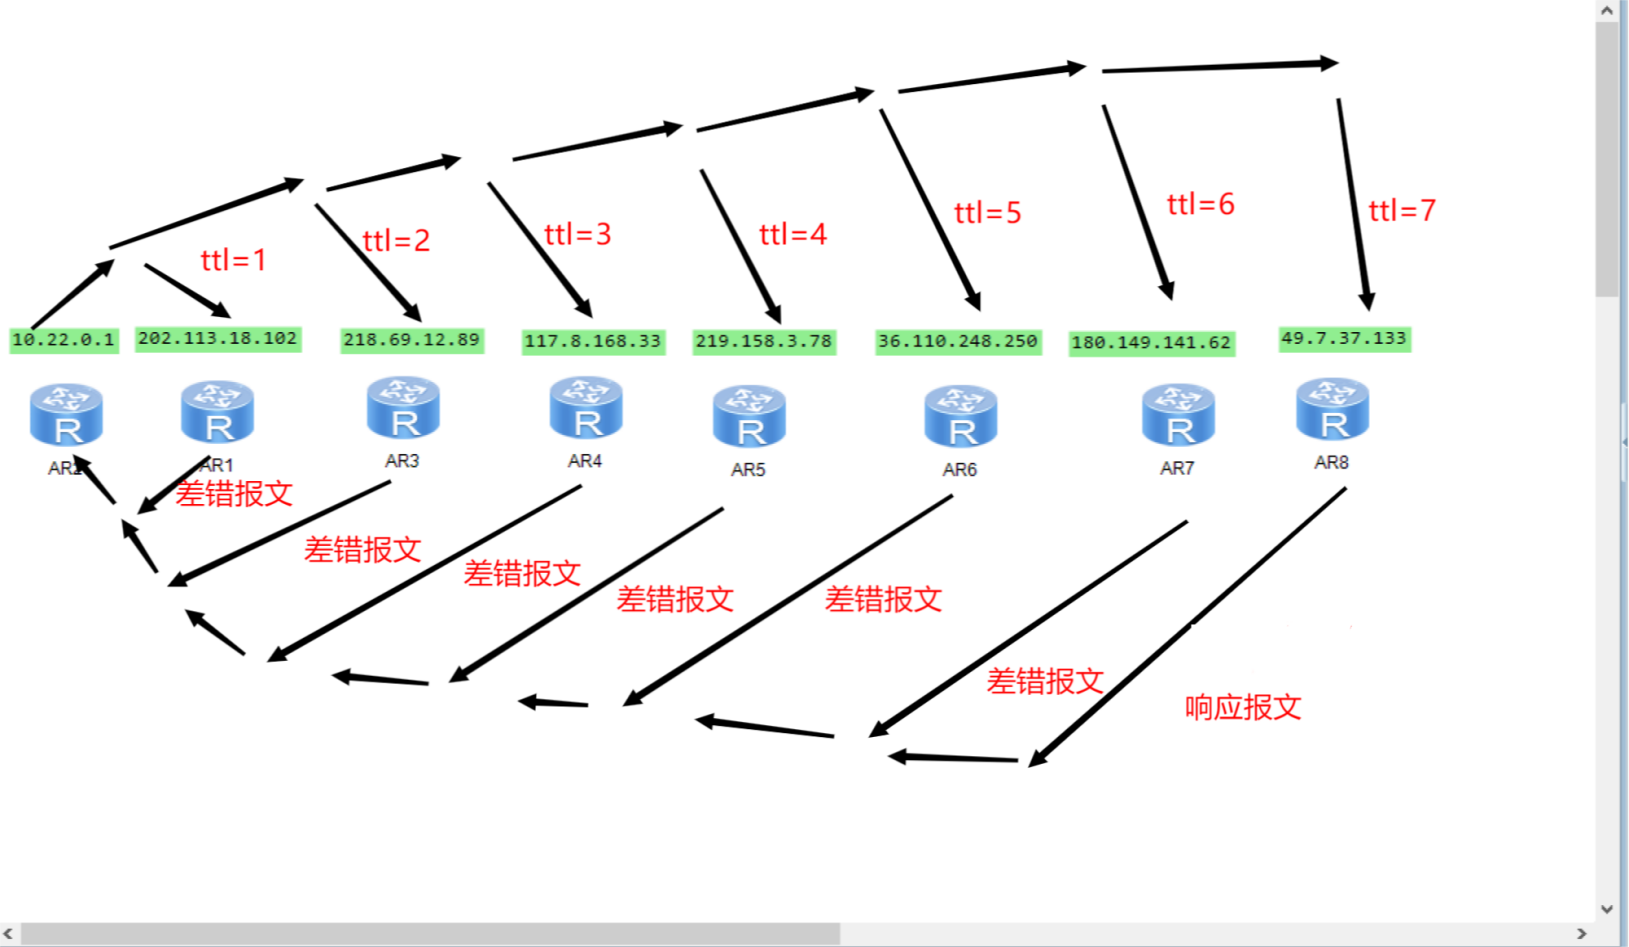 ttl=1
ttl=2
ttl=3
ttl=4
ttl=5
ttl=6
ttl=7
10.22.0.1
202.113.18.102
218.69.12.89
117.8.168.33
219.158.3.78
36.110.248.250
180.149.141.62
49.7.37.133
R
R
R
R
R
R
R
R
AR2
AR1
AR3
AR4
AR5
AR6
AR7
AR8
差错报文
差错报文
差错报文
差错报文
差错报文
差错报文
响应报文